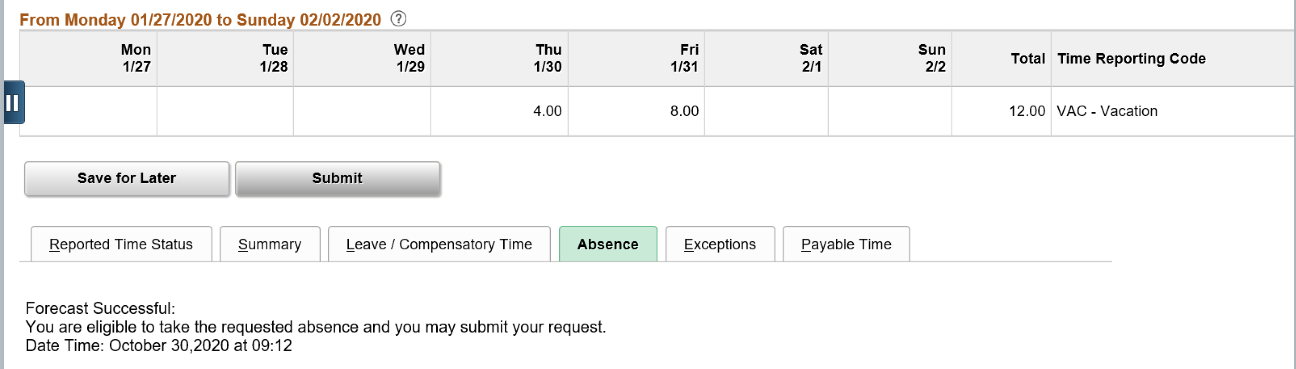 From Monday 01/27/2020 to Sunday 02/02/2020 ?
Mon 1/27 Tue 1/28 Wed 1/29 Thu 1/30 Fri 1/31 Sat 2/1 Sun 2/2 Total Time Reporting Code
4.00 8.00 12.00 VAC - Vacation
Save for Later Submit
Reported Time Status Summary Leave / Compensatory Time Absence Exceptions Payable Time
Forecast Successful:
You are eligible to take the requested absence and you may submit your request.
Date Time: October 30,2020 at 09:12